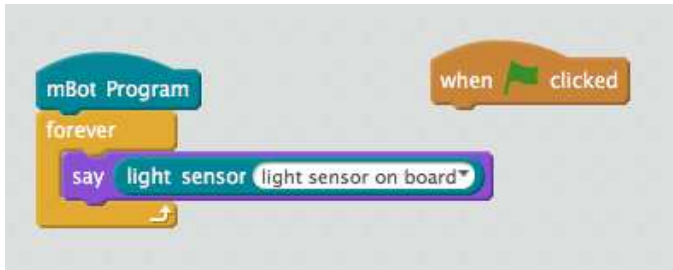 mBot Program
forever
say light sensor light sensor on board
when clicked